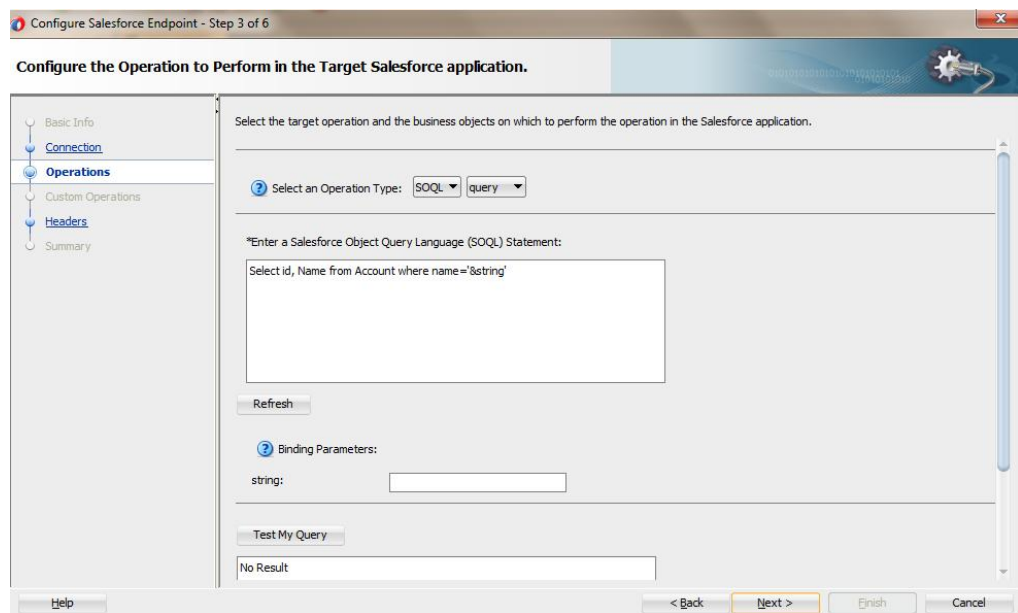 Configure Salesforce Endpoint - Step 3 of 6
Configure the Operation to Perform in the Target Salesforce application.
Basic Info
Connection
Operations
Custom Operations
Headers
Summary
Select the target operation and the business objects on which to perform the operation in the Salesforce application.
Select an Operation Type: SOQL query
*Enter a Salesforce Object Query Language (SOQL) Statement:
Select id, Name from Account where name='&string'
Refresh
Binding Parameters:
string:
Test My Query
No Result
Help < Back Next > Finish Cancel